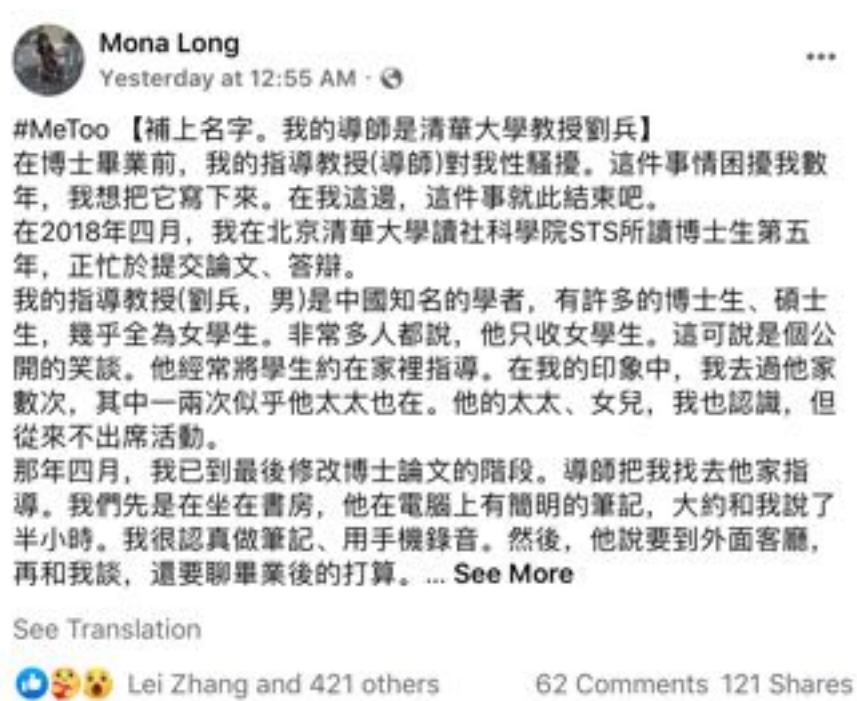 Mona Long
Yesterday at 12:55 AM ·
#MeToo 【補上名字。我的導師是清華大學教授劉兵】
在博士畢業前，我的指導教授(導師)對我性騷擾。這件事情困擾我數
年，我想把它寫下來。在我這邊，這件事就此結束吧。
在2018年四月，我在北京清華大學讀社科學院STS所讀博士生第五
年，正忙於提交論文、答辯。
我的指導教授(劉兵，男)是中國知名的學者，有許多的博士生、碩士
生，幾乎全為女學生。非常多人都說，他只收女學生。這可說是個公
開的笑談。他經常將學生約在家裡指導。在我的印象中，我去過他家
數次，其中一兩次似乎他太太也在。他的太太、女兒，我也認識，但
從來不出席活動。
那年四月，我已到最後修改博士論文的階段。導師把我找去他家指
導。我們先是在坐在書房，他在電腦上有簡明的筆記，大約和我說了
半小時。我很認真做筆記、用手機錄音。然後，他說要到外面客廳，
再和我談，還要聊畢業後的打算。... See More
See Translation
Lei Zhang and 421 others 62 Comments 121 Shares